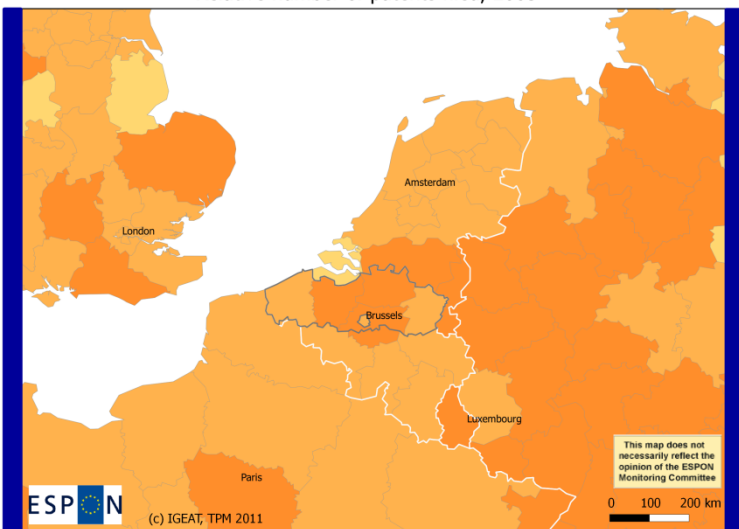 Amsterdam
London
Brussels
Luxembourg
Paris
This map does not
necessarily reflect the
opinion of the ESPON
Monitoring Committee
ESPON
(c) IGEAT, TPM 2011
0 100 200 km